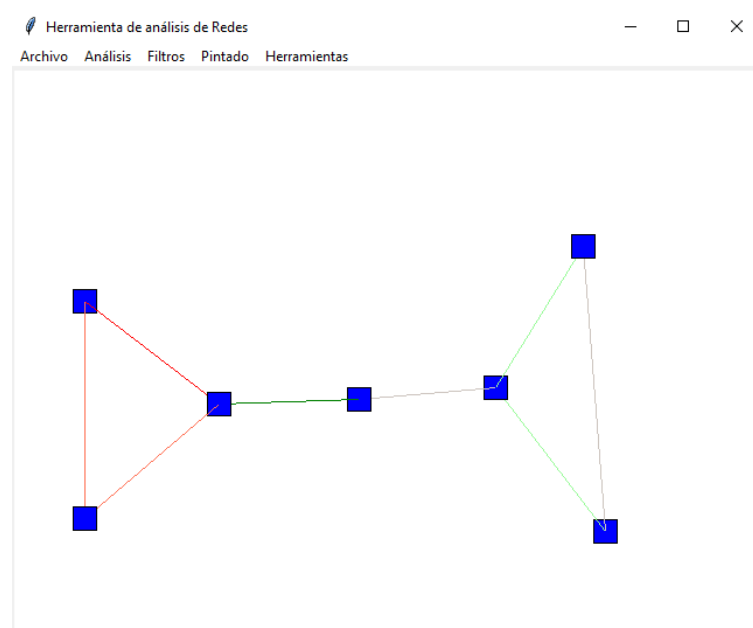 Herramienta de análisis de Redes
Archivo Análisis Filtros Pintado Herramientas